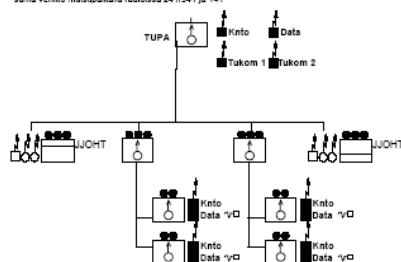 TUPA
Knto
Data
Tukom 1
Tukom 2
JJOHT
JJOHT
Knto
Data "V
Knto
Data "V
Knto
Data "V
Knto
Data "V